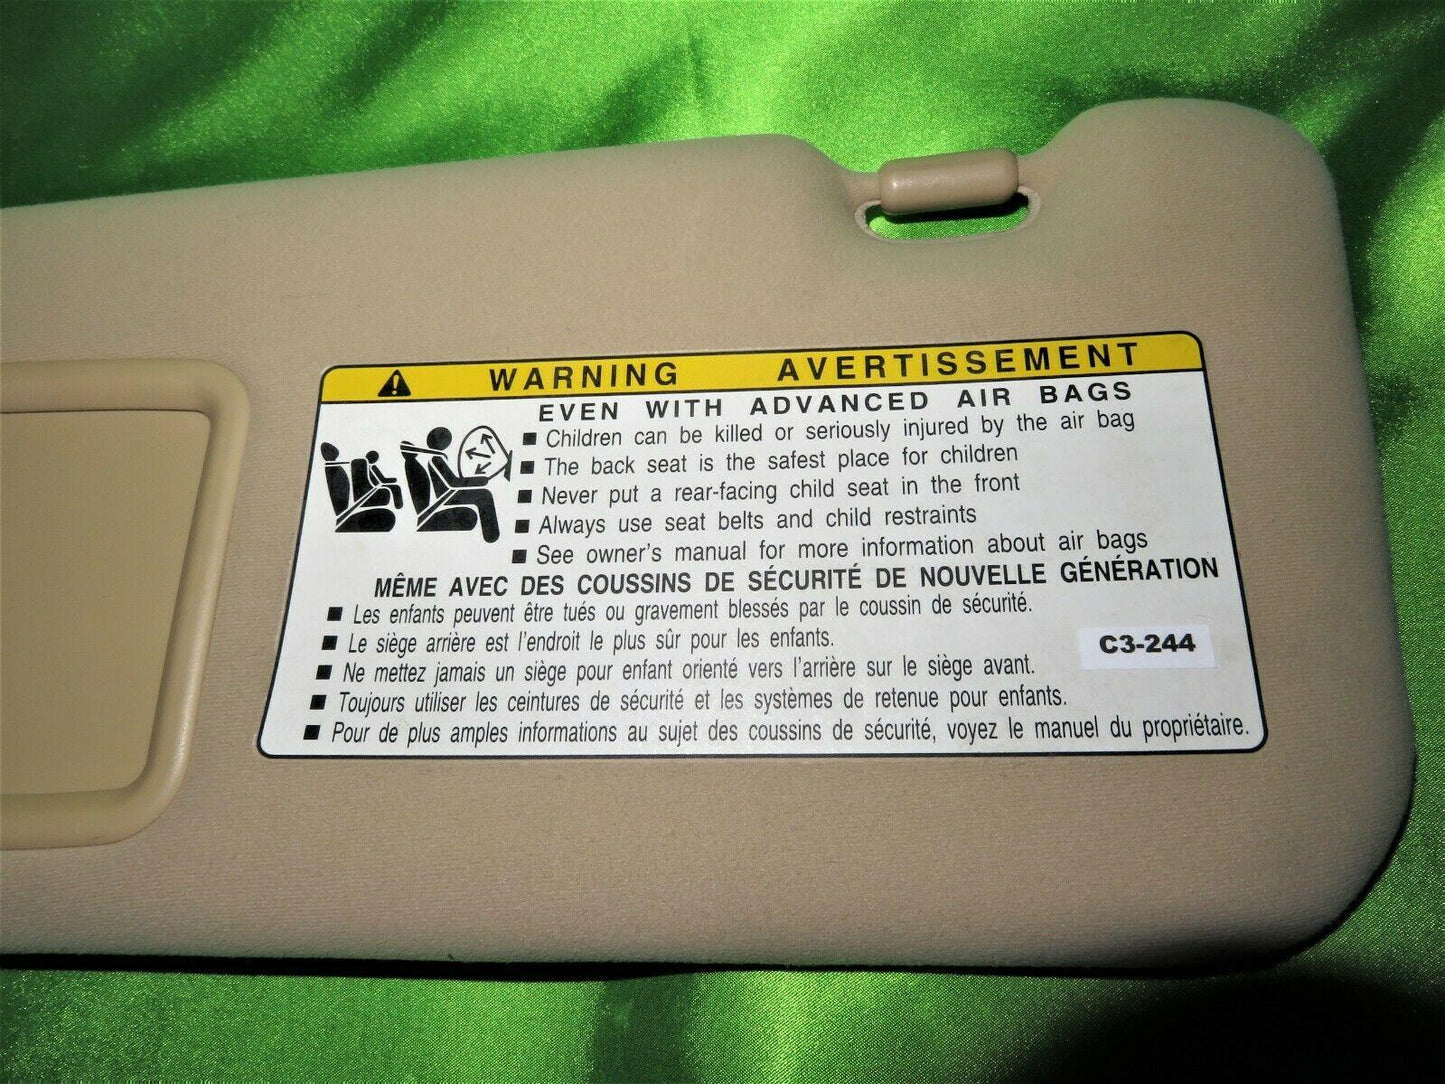 WARNING AVERTISSEMENT
EVEN WITH ADVANCED AIR BAGS
■ Children can be killed or seriously injured by the air bag
■ The back seat is the safest place for children
■ Never put a rear-facing child seat in the front
■ Always use seat belts and child restraints
■ See owner's manual for more information about air bags
MÊME AVEC DES COUSSINS DE SÉCURITÉ DE NOUVELLE GÉNÉRATION
■ Les enfants peuvent être tués ou gravement blessés par le coussin de sécurité.
■ Le siège arrière est l'endroit le plus sûr pour les enfants.
C3-244
■ Ne mettez jamais un siège pour enfant orienté vers l'arrière sur le siège avant.
■ Toujours utiliser les ceintures de sécurité et les systèmes de retenue pour enfants.
■ Pour de plus amples informations au sujet des coussins de sécurité, voyez le manuel du propriétaire.